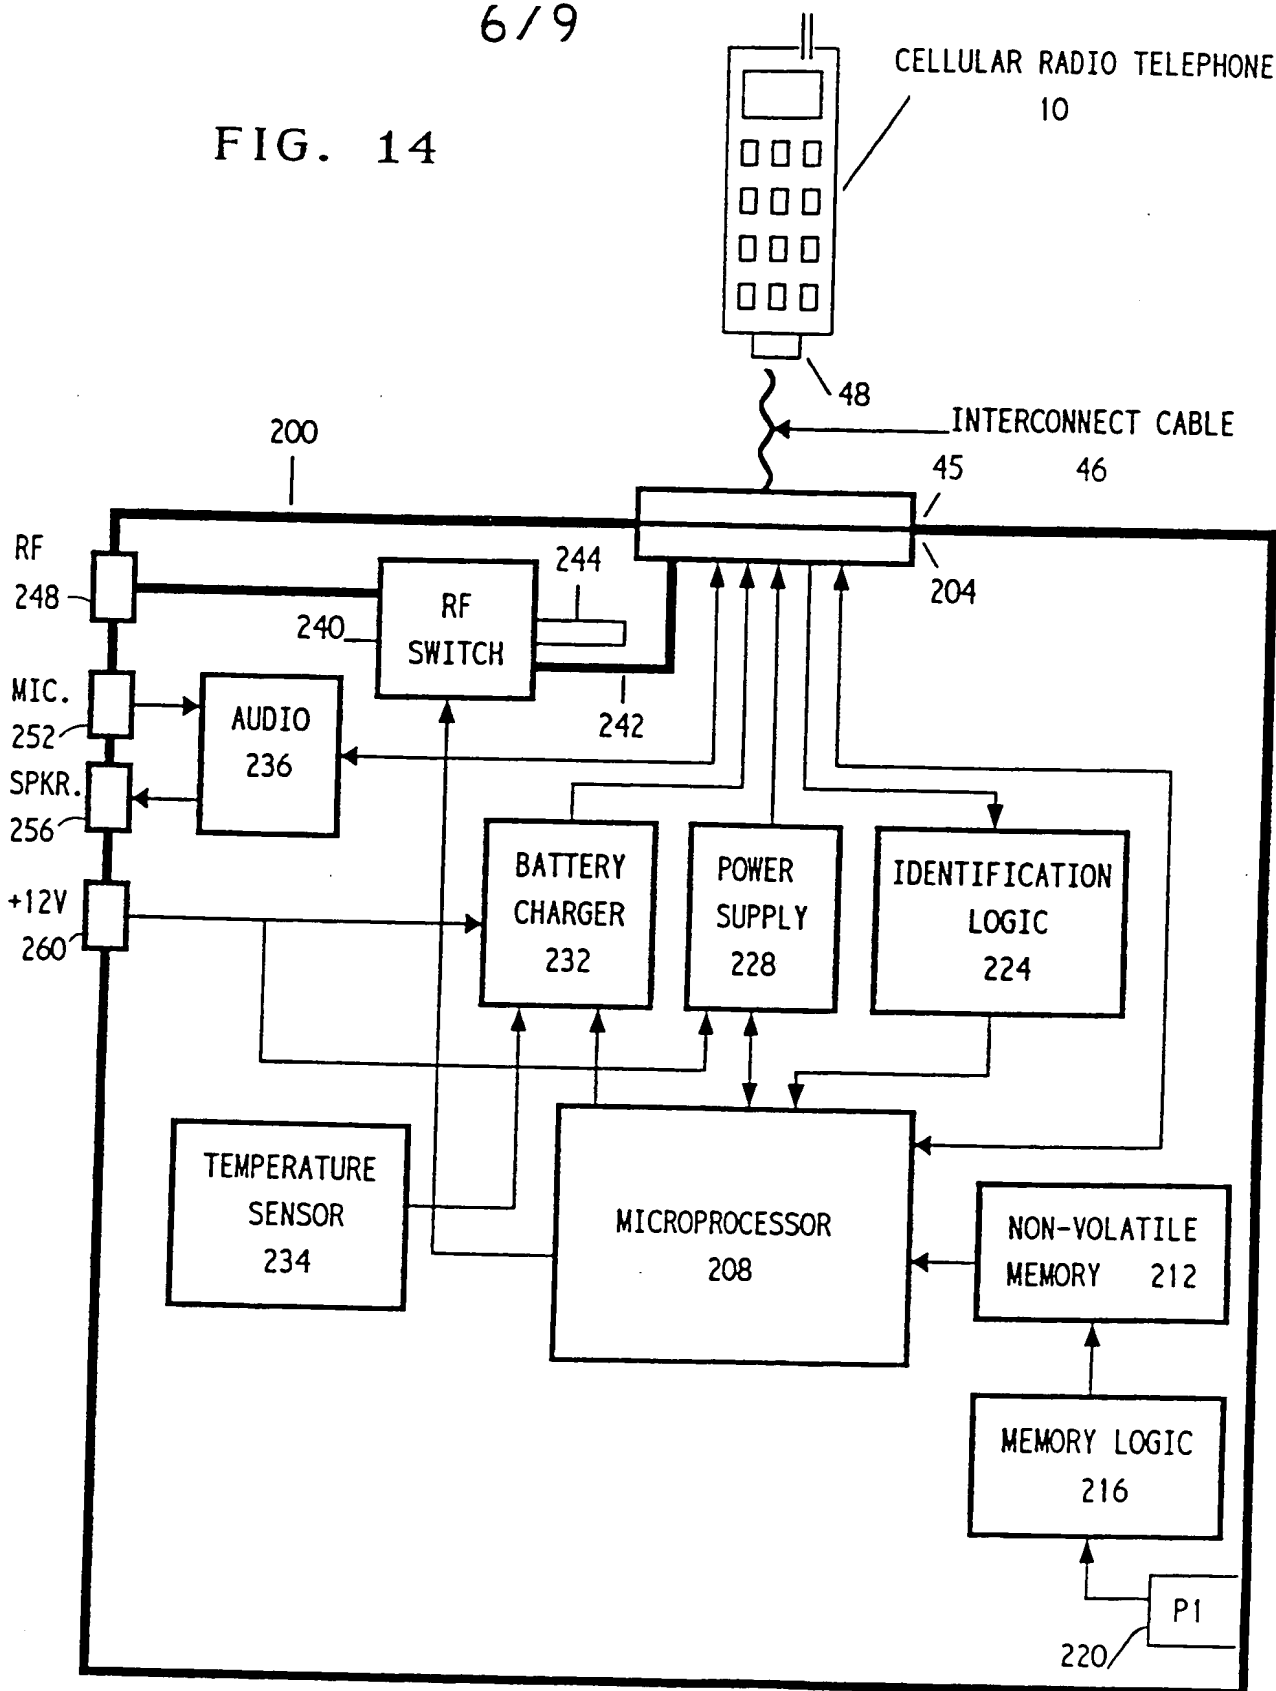 6/9
FIG. 14
CELLULAR RADIO TELEPHONE
10
48
INTERCONNECT CABLE
46
45
204
200
RF
248
240
RF
SWITCH
244
242
MIC.
252
AUDIO
236
SPKR.
256
+12V
260
BATTERY
CHARGER
232
POWER
SUPPLY
228
IDENTIFICATION
LOGIC
224
TEMPERATURE
SENSOR
234
MICROPROCESSOR
208
NON-VOLATILE
MEMORY 212
MEMORY LOGIC
216
P1
220